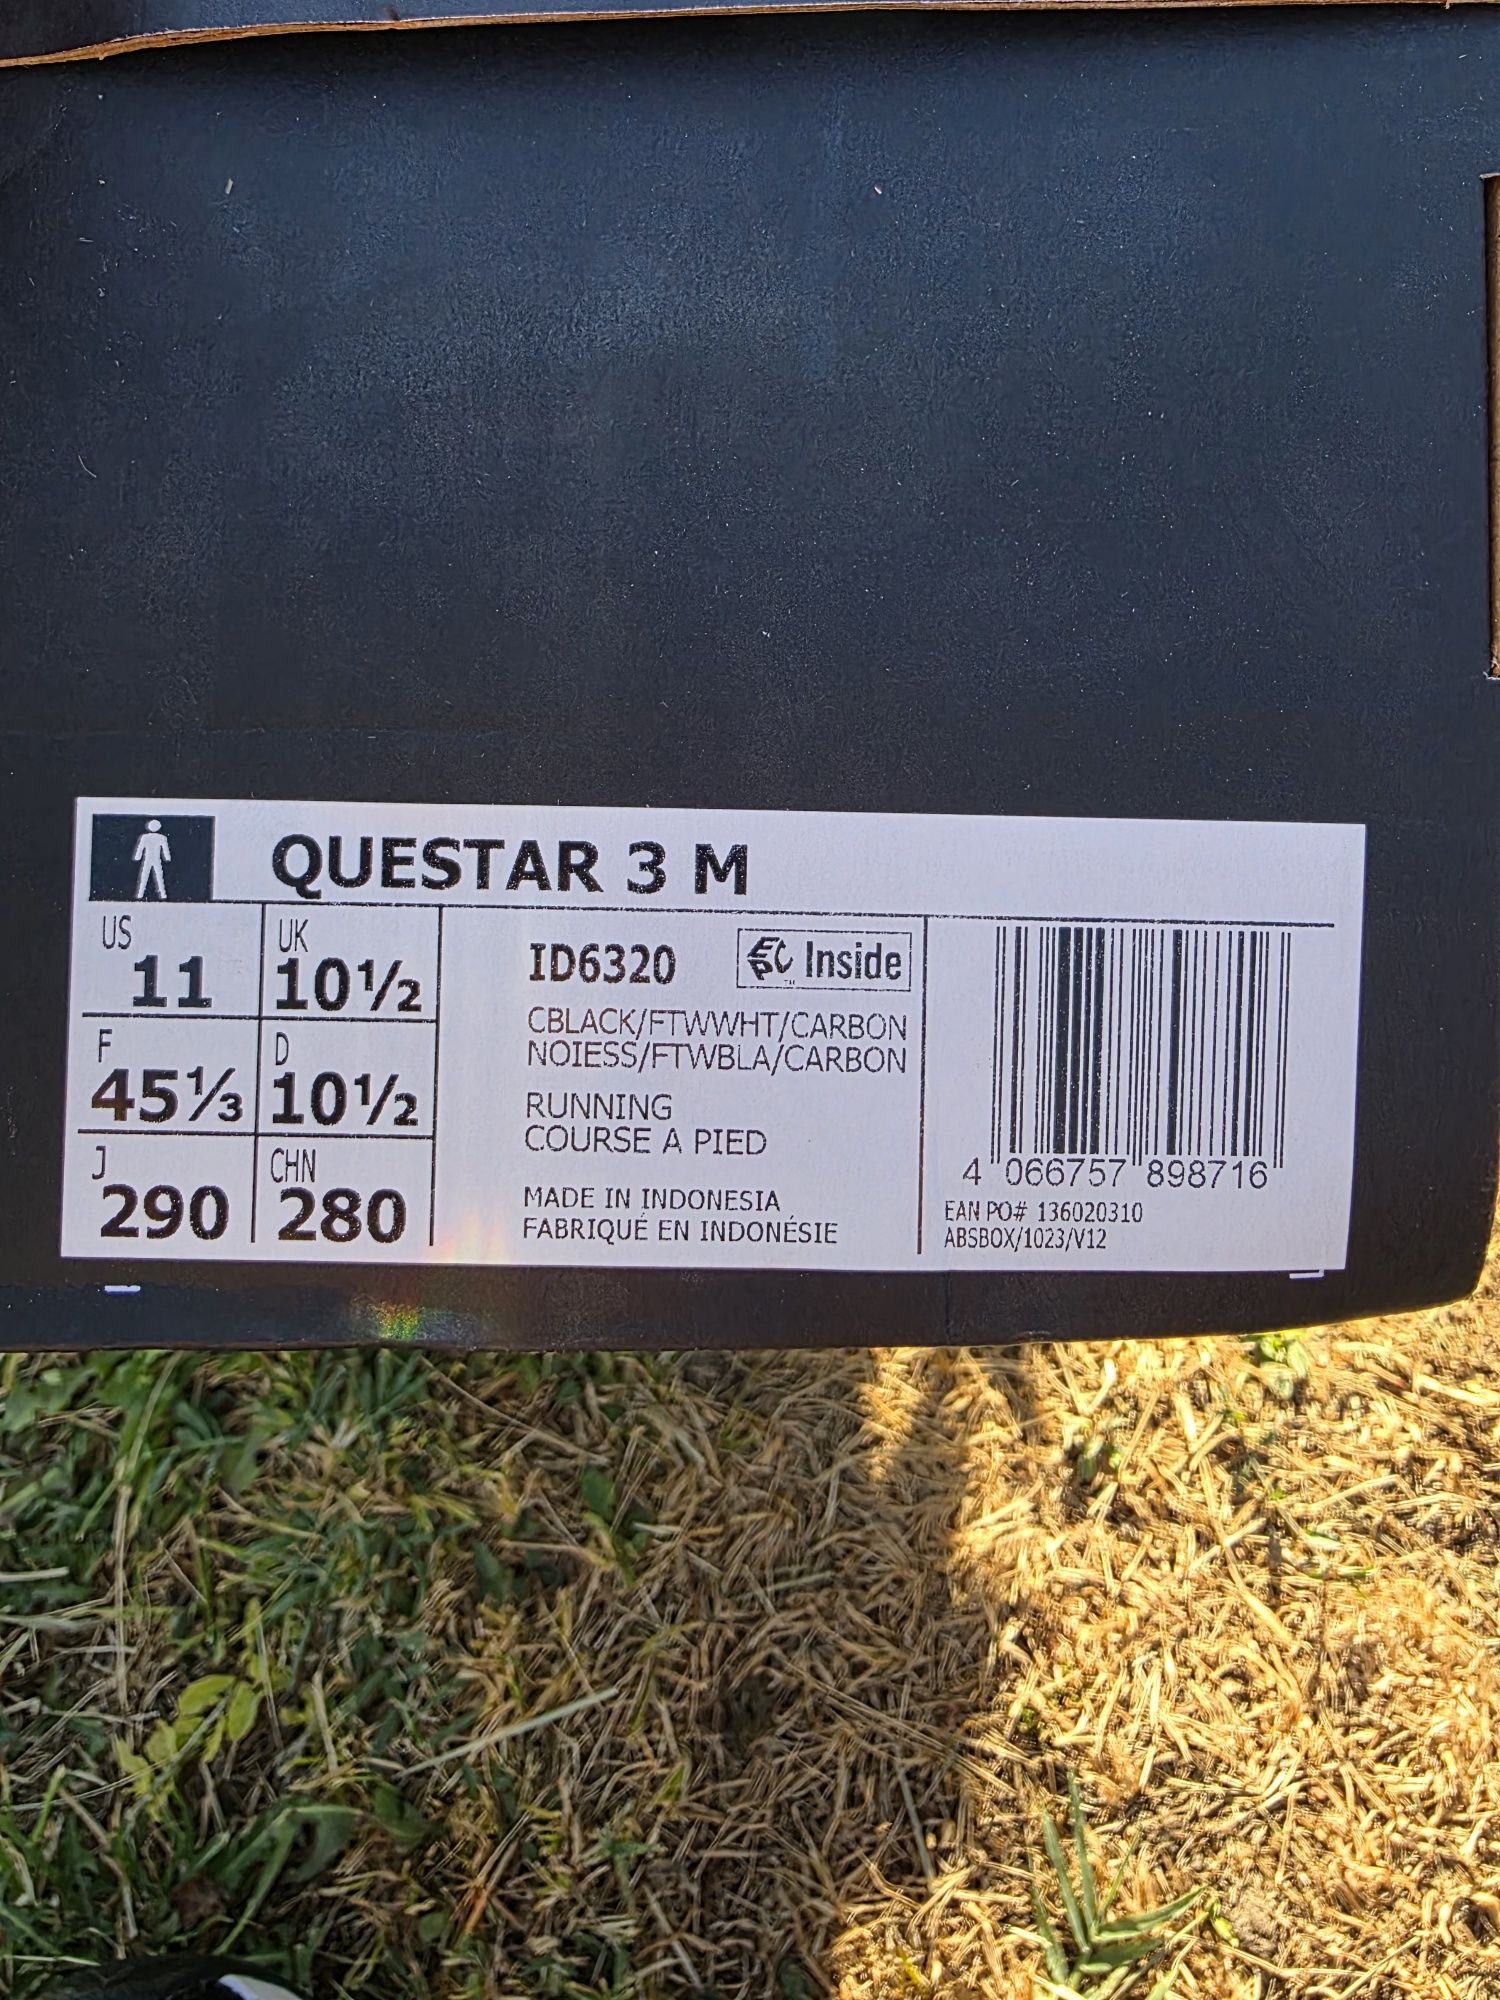 QUESTAR 3 M
US
11
UK
10½
F
45⅓
D
10½
J
290
CHN
280
ID6320
EPC Inside
™
CBLACK/FTWWHT/CARBON
NOIESS/FTWBLA/CARBON
RUNNING
COURSE A PIED
MADE IN INDONESIA
FABRIQUÉ EN INDONÉSIE
4 066757 898716
EAN PO# 136020310
ABSBOX/1023/V12